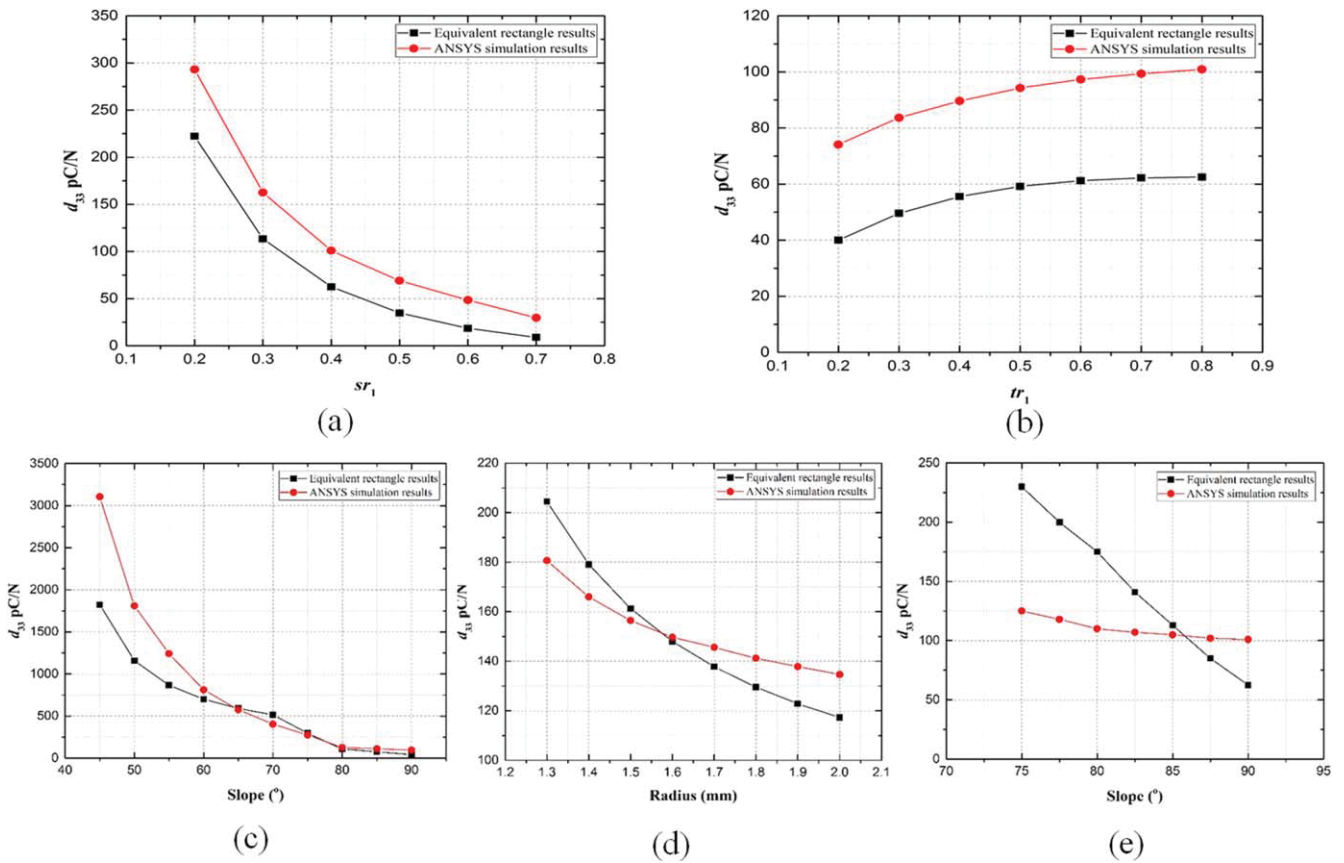 350
300
250
200
150
100
50
0
d33 pC/N
0.1 0.2 0.3 0.4 0.5 0.6 0.7 0.8
sr1
Equivalent rectangle results
ANSYS simulation results
(a)
120
100
80
60
40
20
0
d33 pC/N
0.1 0.2 0.3 0.4 0.5 0.6 0.7 0.8 0.9
tr1
Equivalent rectangle results
ANSYS simulation results
(b)
3500
3000
2500
2000
1750
1250
1000
750
500
250
0
d33 pC/N
40 50 60 70 80 90
Slope (°)
Equivalent rectangle results
ANSYS simulation results
(c)
220
200
180
160
140
120
100
d33 pC/N
1.2 1.3 1.4 1.5 1.6 1.7 1.8 1.9 2.0 2.1
Radius (mm)
Equivalent rectangle results
ANSYS simulation results
(d)
250
200
150
100
50
0
d33 pC/N
70 75 80 85 90 95
Slope (°)
Equivalent rectangle results
ANSYS simulation results
(e)